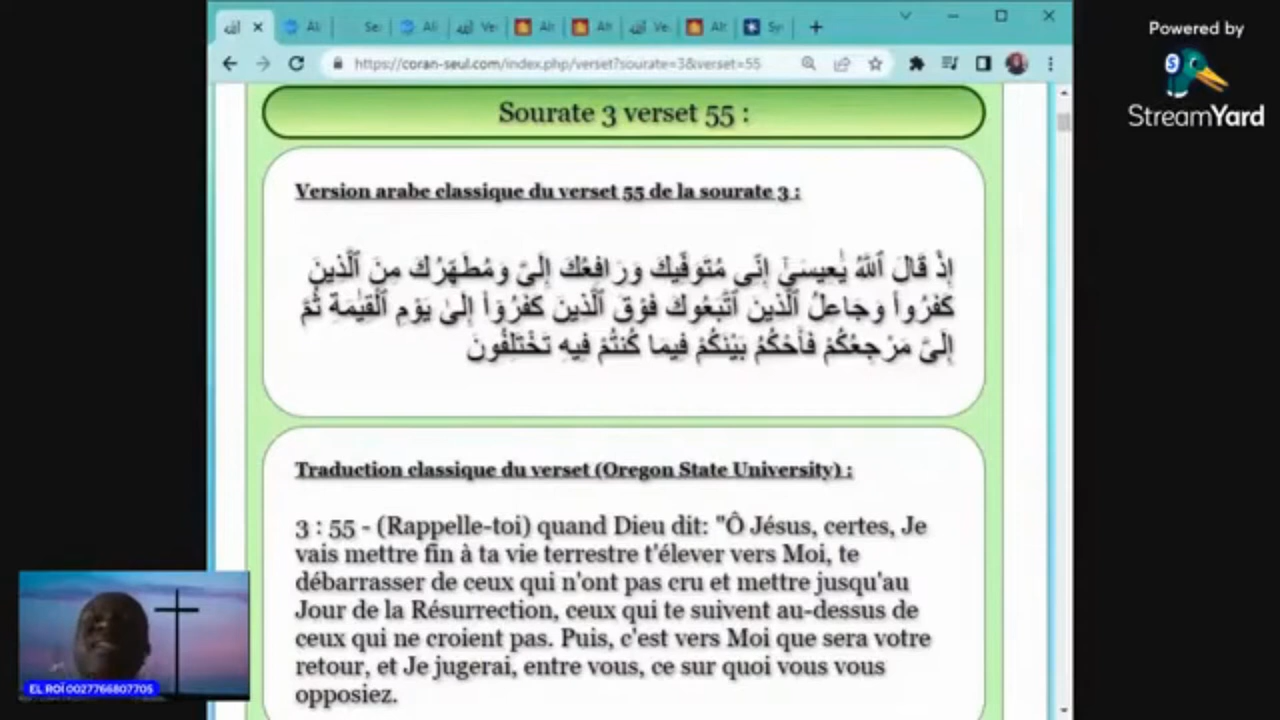 Powered by
StreamYard
https://coran-seul.com/index.php/verset?sourate=3&verset=55
Sourate 3 verset 55 :
Version arabe classique du verset 55 de la sourate 3 :
إِذْ قَالَ ٱللَّهُ يَٰعِيسَىٰٓ إِنِّى مُتَوَفِّيكَ وَرَافِعُكَ إِلَىَّ وَمُطَهِّرُكَ مِنَ ٱلَّذِينَ
كَفَرُوا۟ وَجَاعِلُ ٱلَّذِينَ ٱتَّبَعُوكَ فَوْقَ ٱلَّذِينَ كَفَرُوٓا۟ إِلَىٰ يَوْمِ ٱلْقِيَٰمَةِ ثُمَّ
إِلَىَّ مَرْجِعُكُمْ فَأَحْكُمُ بَيْنَكُمْ فِيمَا كُنتُمْ فِيهِ تَخْتَلِفُونَ
Traduction classique du verset (Oregon State University) :
3 : 55 - (Rappelle-toi) quand Dieu dit: "Ô Jésus, certes, Je
vais mettre fin à ta vie terrestre t'élever vers Moi, te
débarrasser de ceux qui n'ont pas cru et mettre jusqu'au
Jour de la Résurrection, ceux qui te suivent au-dessus de
ceux qui ne croient pas. Puis, c'est vers Moi que sera votre
retour, et Je jugerai, entre vous, ce sur quoi vous vous
opposiez.
EL ROÏ 0027766807705